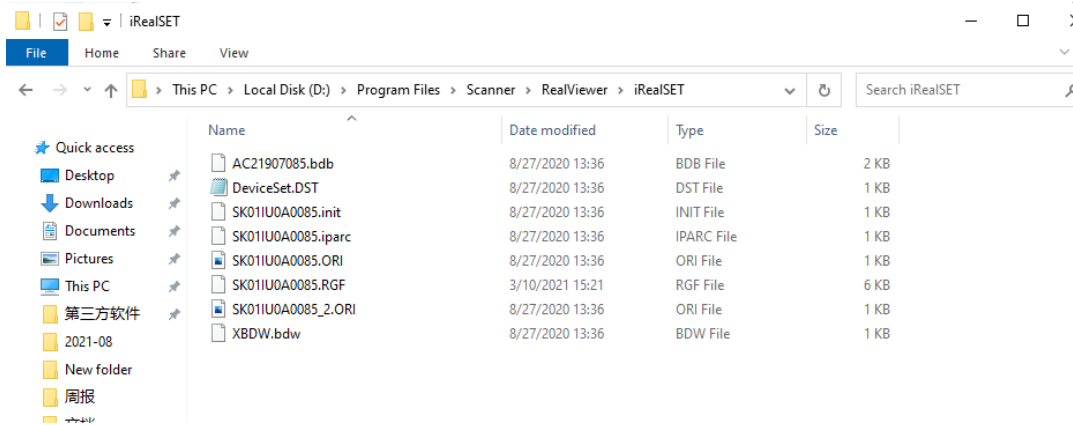 iRealSET
File Home Share View
This PC > Local Disk (D:) > Program Files > Scanner > RealViewer > iRealSET
Search iRealSET
Name Date modified Type Size
Quick access
AC21907085.bdb 8/27/2020 13:36 BDB File 2 KB
Desktop
DeviceSet.DST 8/27/2020 13:36 DST File 1 KB
Downloads
SK01IU0A0085.init 8/27/2020 13:36 INIT File 1 KB
Documents
SK01IU0A0085.iparc 8/27/2020 13:36 IPARC File 1 KB
Pictures
SK01IU0A0085.ORI 8/27/2020 13:36 ORI File 1 KB
This PC
SK01IU0A0085.RGF 3/10/2021 15:21 RGF File 6 KB
第三方软件
SK01IU0A0085_2.ORI 8/27/2020 13:36 ORI File 1 KB
2021-08
XBDW.bdw 8/27/2020 13:36 BDW File 1 KB
New folder
周报